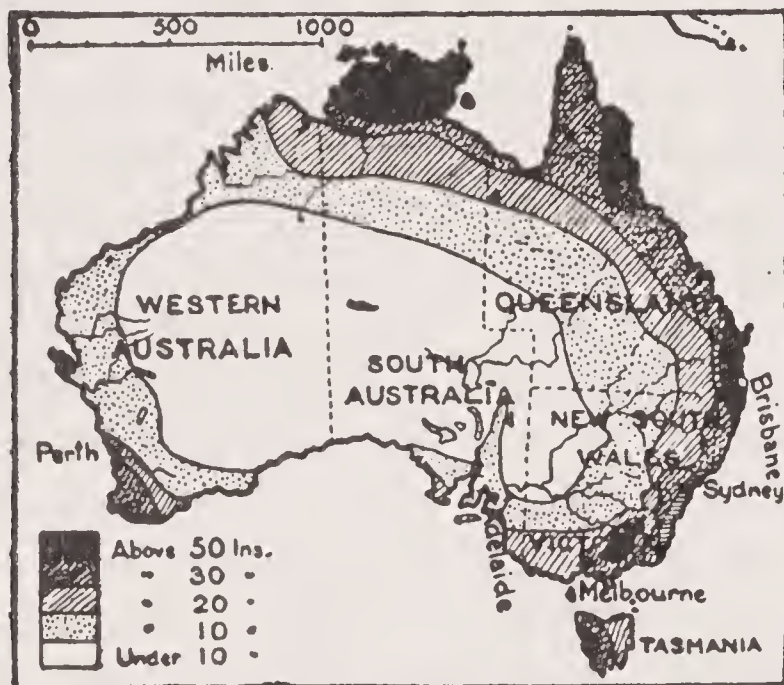 0 500 1000
Miles.
WESTERN
AUSTRALIA
SOUTH
AUSTRALIA
QUEENSLAND
NEW SOUTH
WALES
Brisbane
Sydney
Perth
Adelaide
Melbourne
TASMANIA
Above 50 Ins.
" 30 "
" 20 "
" 10 "
Under 10 "